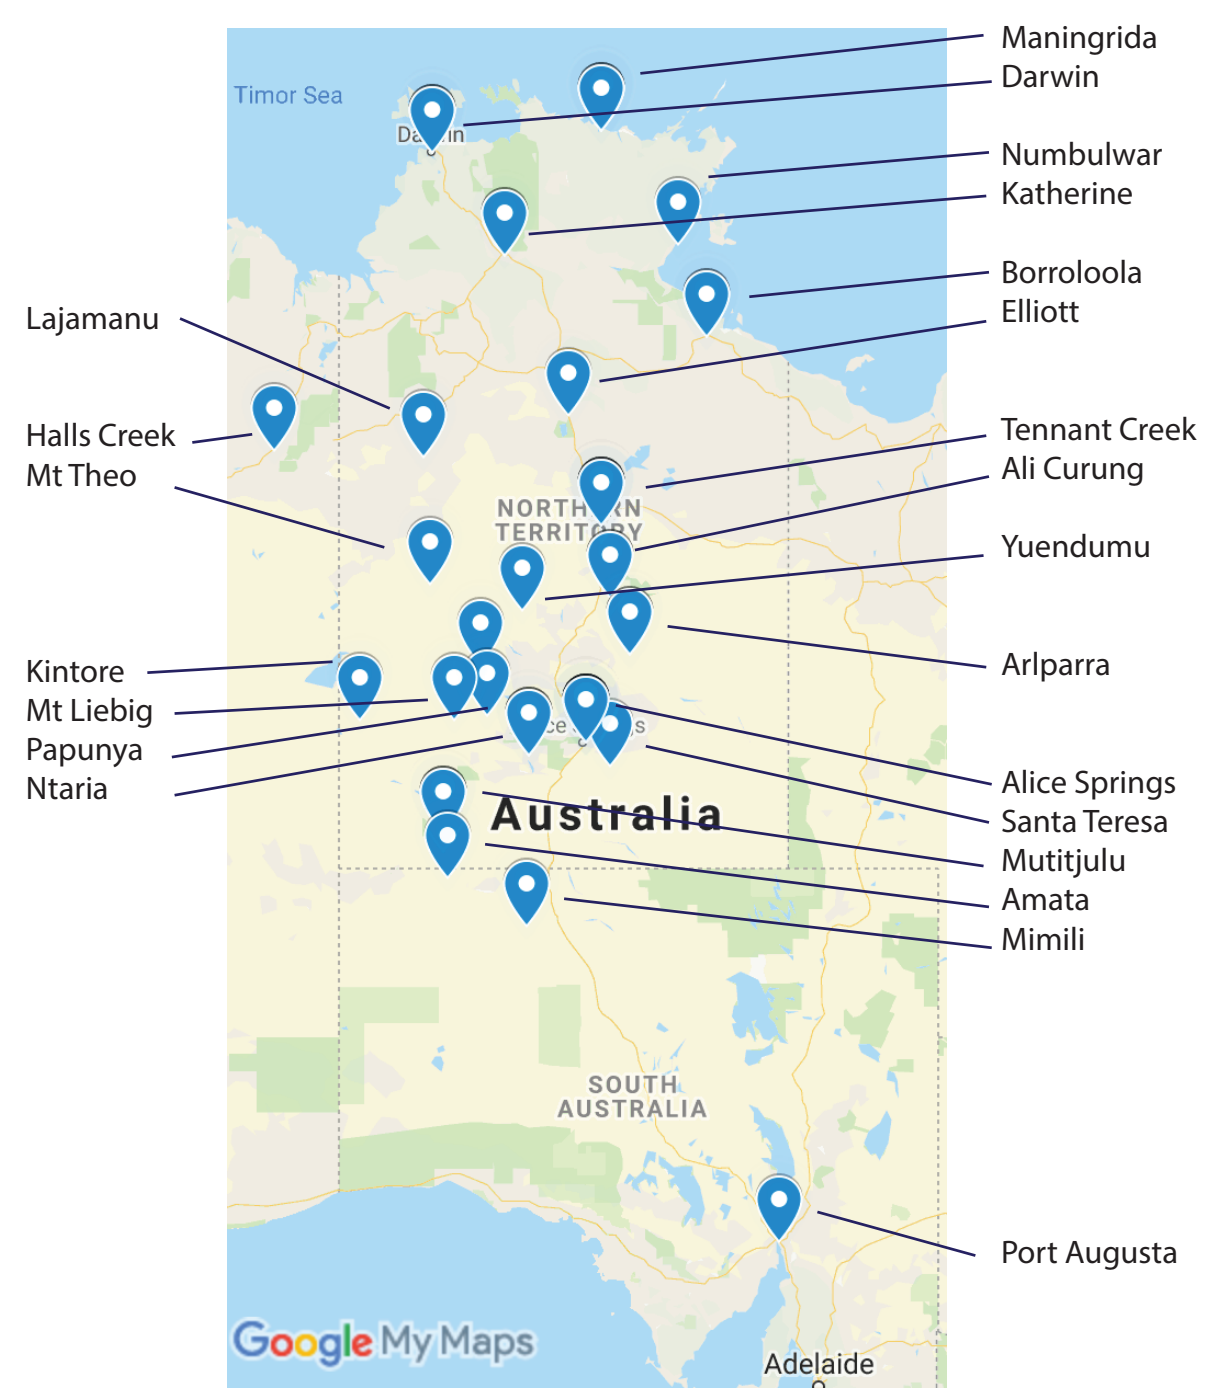 Maningrida
Darwin
Timor Sea
Numbulwar
Katherine
Borroloola
Elliott
Lajamanu
Halls Creek
Mt Theo
Tennant Creek
Ali Curung
NORTHERN
TERRITORY
Yuendumu
Arlparra
Kintore
Mt Liebig
Papunya
Ntaria
Alice Springs
Santa Teresa
Mutitjulu
Amata
Mimili
Australia
SOUTH
AUSTRALIA
Port Augusta
Google My Maps
Adelaide